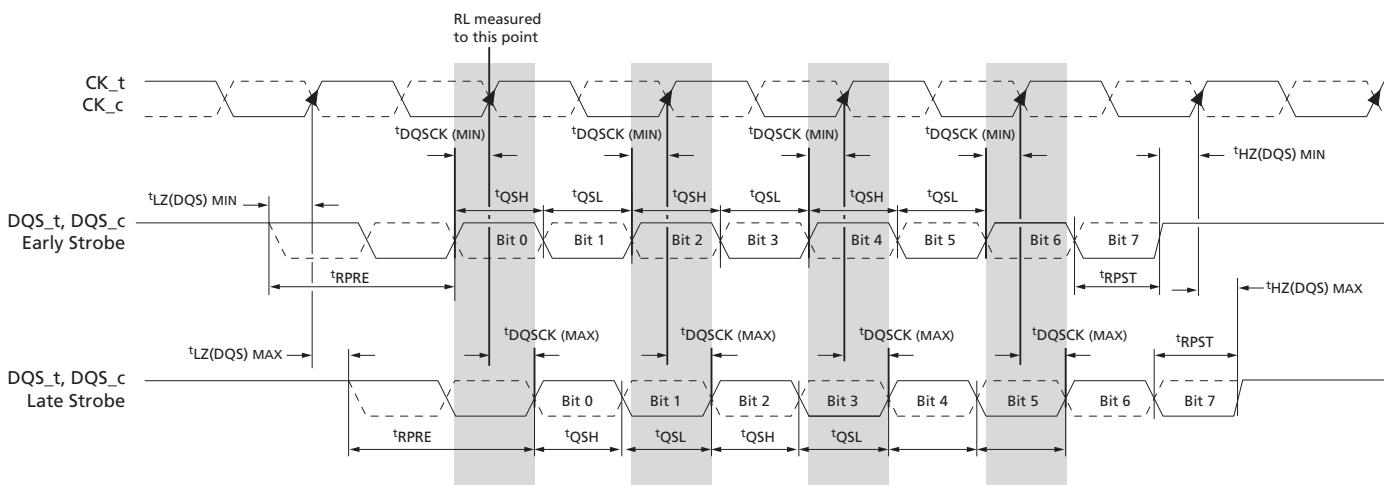 RL measured
to this point
CK_t
CK_c
tDQSCK (MIN) tDQSCK (MIN) tDQSCK (MIN) tDQSCK (MIN)
tHZ(DQS) MIN
tLZ(DQS) MIN
tQSH tQSL tQSH tQSL tQSH tQSL
DQS_t, DQS_c
Early Strobe
Bit 0 Bit 1 Bit 2 Bit 3 Bit 4 Bit 5 Bit 6 Bit 7
tRPRE
tRPST
tHZ(DQS) MAX
tLZ(DQS) MAX
tDQSCK (MAX) tDQSCK (MAX) tDQSCK (MAX) tDQSCK (MAX)
tRPST
DQS_t, DQS_c
Late Strobe
Bit 0 Bit 1 Bit 2 Bit 3 Bit 4 Bit 5 Bit 6 Bit 7
tRPRE
tQSH tQSL tQSH tQSL